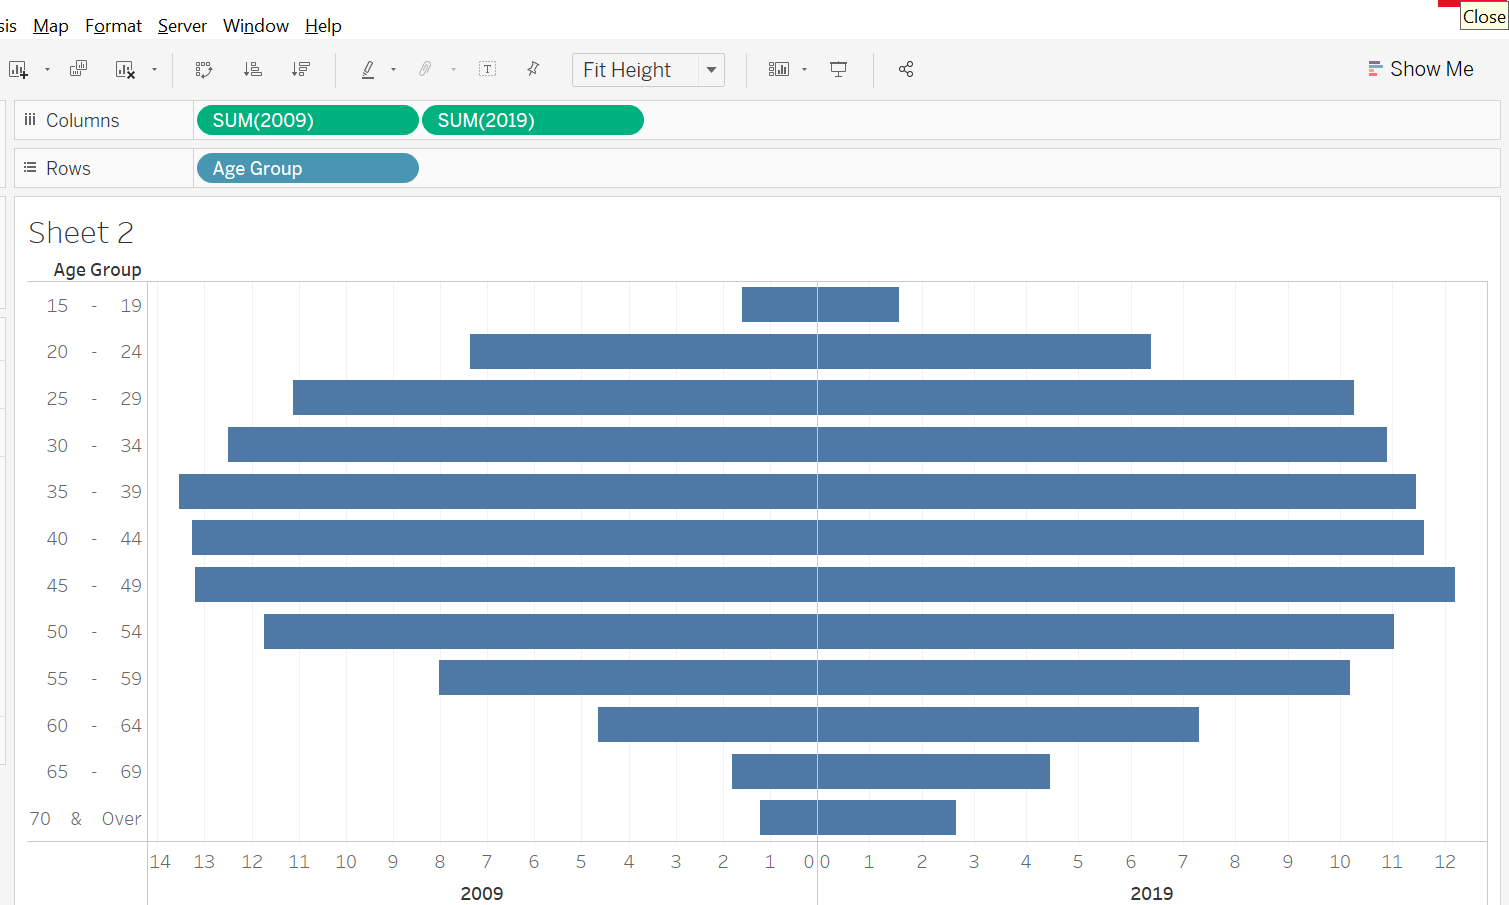 sis Map Format Server Window Help
Close
T Fit Height Show Me
Columns SUM(2009) SUM(2019)
Rows Age Group
Sheet 2
Age Group
15 - 19
20 - 24
25 - 29
30 - 34
35 - 39
40 - 44
45 - 49
50 - 54
55 - 59
60 - 64
65 - 69
70 & Over
14 13 12 11 10 9 8 7 6 5 4 3 2 1 0 0 1 2 3 4 5 6 7 8 9 10 11 12
2009 2019